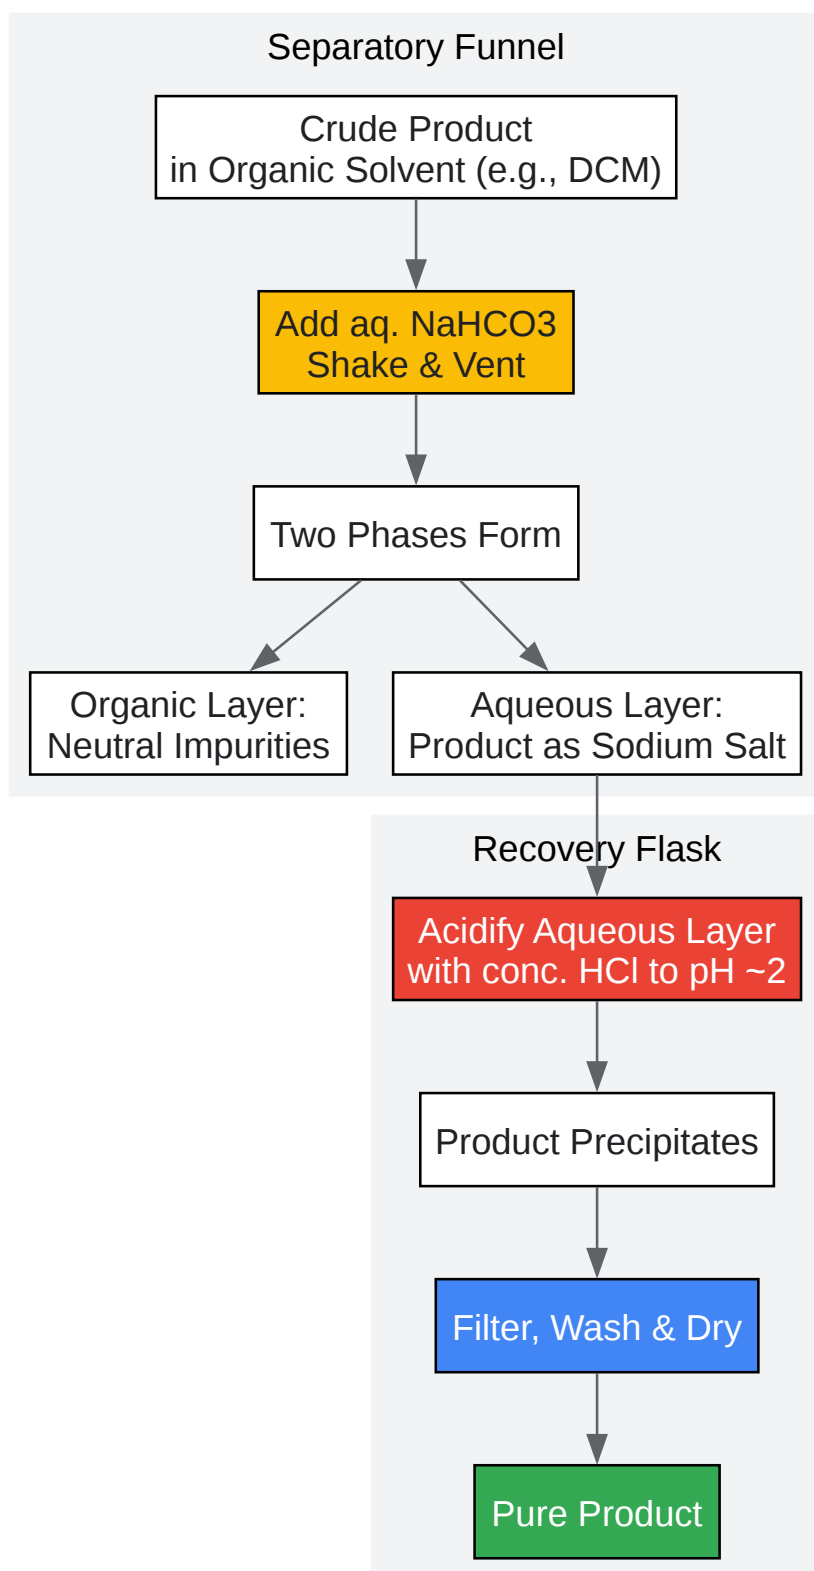 Separatory Funnel
Crude Product
in Organic Solvent (e.g., DCM)
Add aq. NaHCO3
Shake & Vent
Two Phases Form
Organic Layer:
Neutral Impurities
Aqueous Layer:
Product as Sodium Salt
Recovery Flask
Acidify Aqueous Layer
with conc. HCl to pH ~2
Product Precipitates
Filter, Wash & Dry
Pure Product